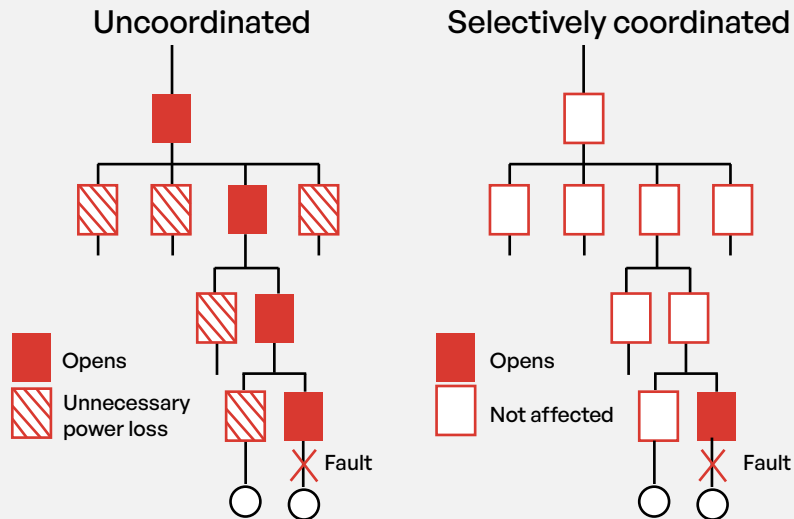 Uncoordinated
Opens
Unnecessary
power loss
Fault
Selectively coordinated
Opens
Not affected
Fault